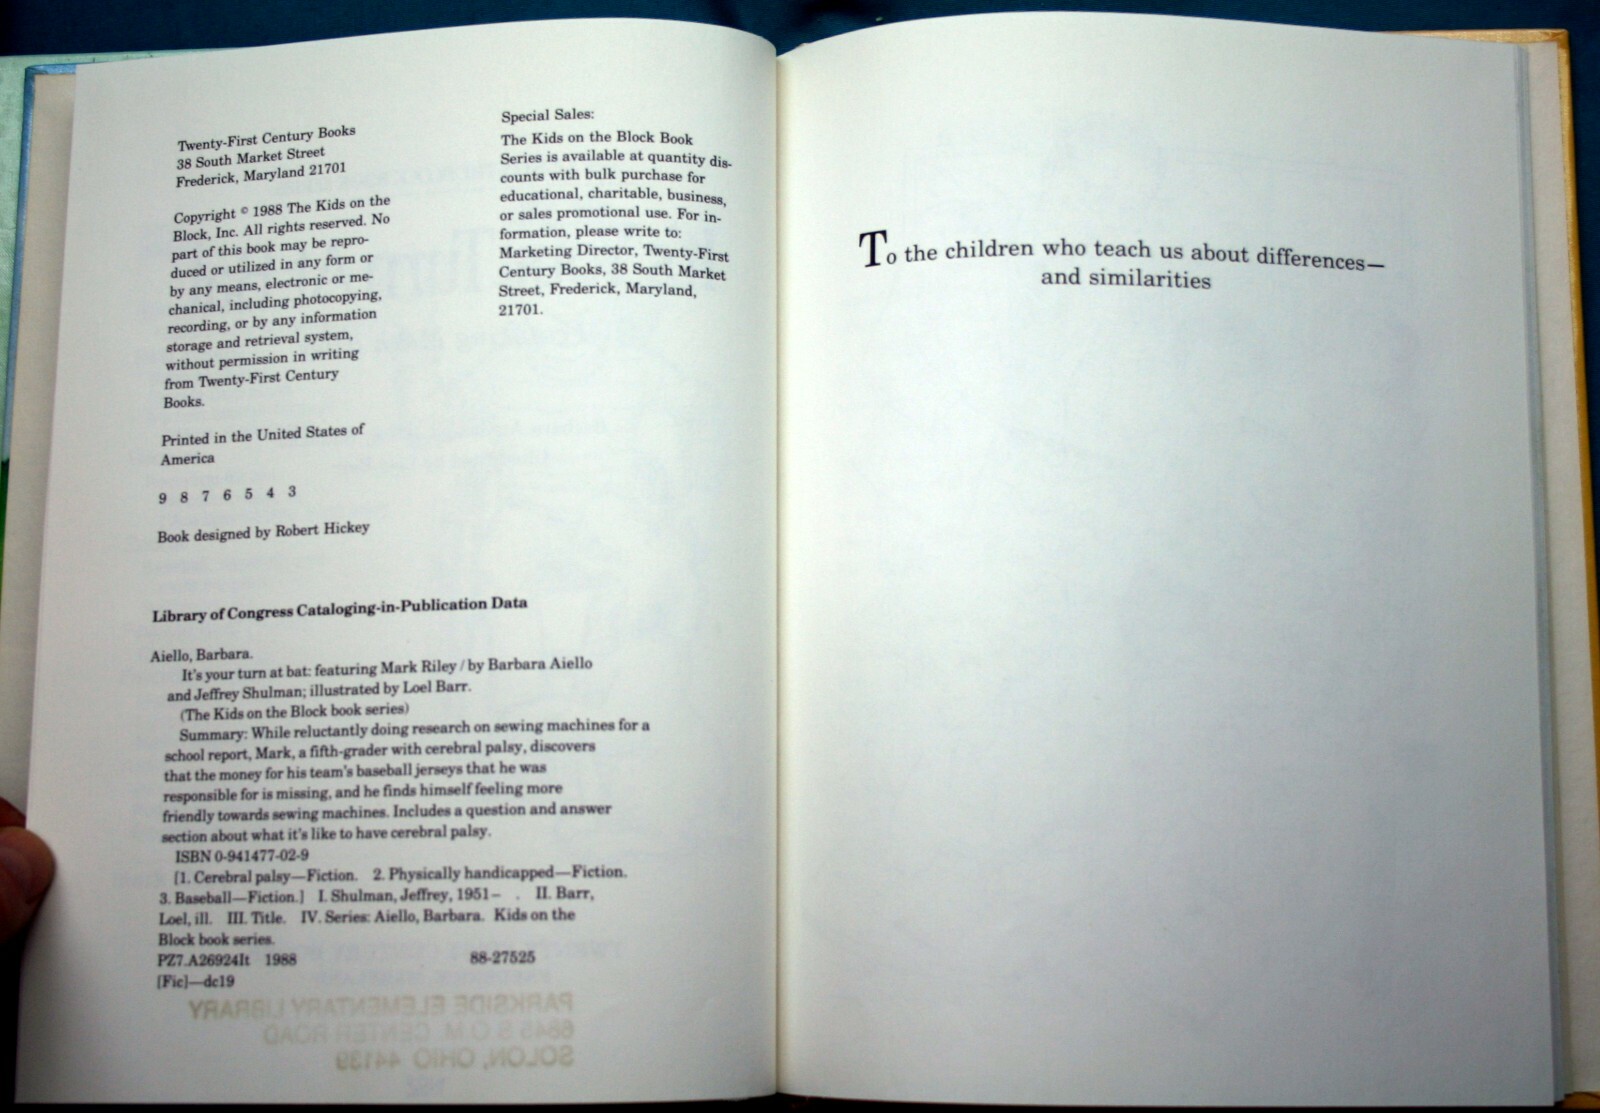 Twenty-First Century Books
38 South Market Street
Frederick, Maryland 21701
Copyright © 1988 The Kids on the
Block, Inc. All rights reserved. No
part of this book may be repro-
duced or utilized in any form or
by any means, electronic or me-
chanical, including photocopying,
recording, or by any information
storage and retrieval system,
without permission in writing
from Twenty-First Century
Books.
Printed in the United States of
America
9 8 7 6 5 4 3
Book designed by Robert Hickey
Special Sales:
The Kids on the Block Book
Series is available at quantity dis-
counts with bulk purchase for
educational, charitable, business,
or sales promotional use. For in-
formation, please write to:
Marketing Director, Twenty-First
Century Books, 38 South Market
Street, Frederick, Maryland,
21701.
Library of Congress Cataloging-in-Publication Data
Aiello, Barbara.
It's your turn at bat: featuring Mark Riley / by Barbara Aiello
and Jeffrey Shulman; illustrated by Loel Barr.
(The Kids on the Block book series)
Summary: While reluctantly doing research on sewing machines for a
school report, Mark, a fifth-grader with cerebral palsy, discovers
that the money for his team's baseball jerseys that he was
responsible for is missing, and he finds himself feeling more
friendly towards sewing machines. Includes a question and answer
section about what it's like to have cerebral palsy.
ISBN 0-941477-02-9
[1. Cerebral palsy—Fiction. 2. Physically handicapped—Fiction.
3. Baseball—Fiction.] I. Shulman, Jeffrey, 1951– . II. Barr,
Loel, ill. III. Title. IV. Series: Aiello, Barbara. Kids on the
Block book series.
PZ7.A26924It 1988 88-27525
[Fic]—dc19
PARKSIDE ELEMENTARY LIBRARY
6845 S.O.M. CENTER ROAD
SOLON, OHIO 44139
To the children who teach us about differences—
and similarities